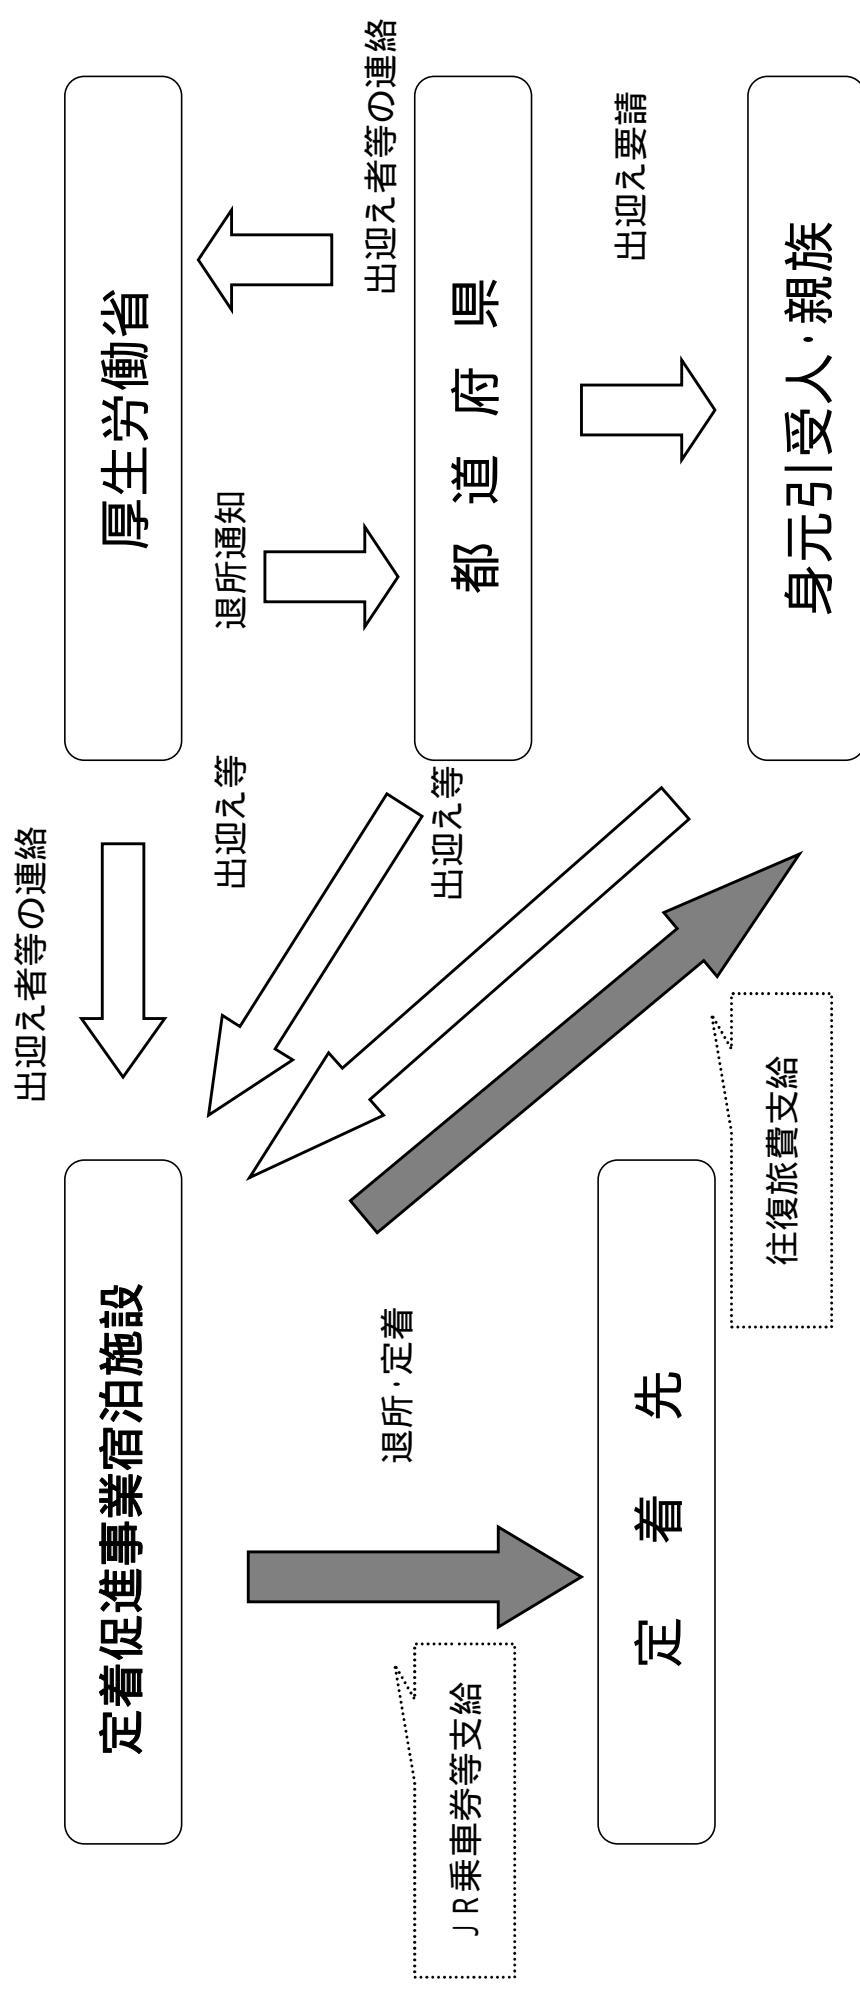 定着促進事業宿泊施設
出迎え者等の連絡
厚生労働省
出迎え等
退所通知
出迎え者等の連絡
出迎え等
都道府県
出迎え要請
身元引受人・親族
退所・定着
JR乗車券等支給
定着先
往復旅費支給